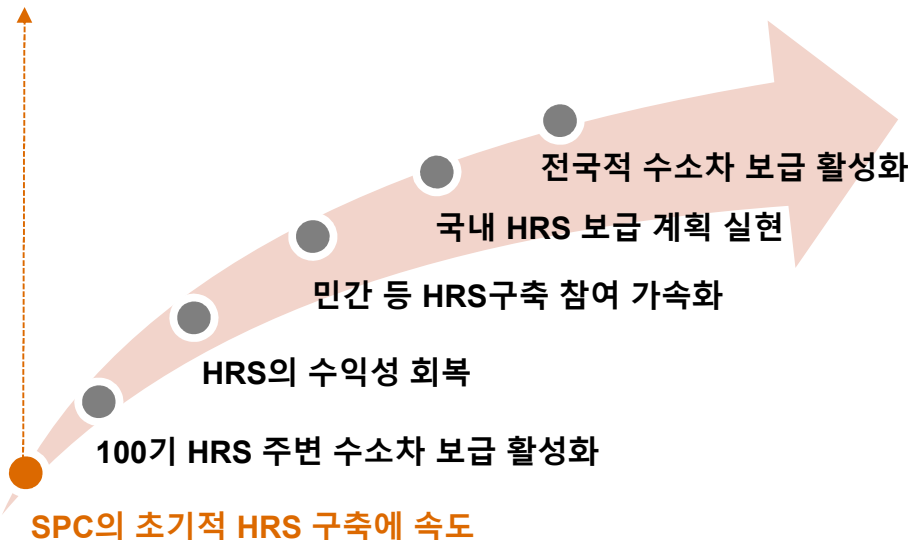 전국적 수소차 보급 활성화
국내 HRS 보급 계획 실현
민간 등 HRS구축 참여 가속화
HRS의 수익성 회복
100기 HRS 주변 수소차 보급 활성화
SPC의 초기적 HRS 구축에 속도